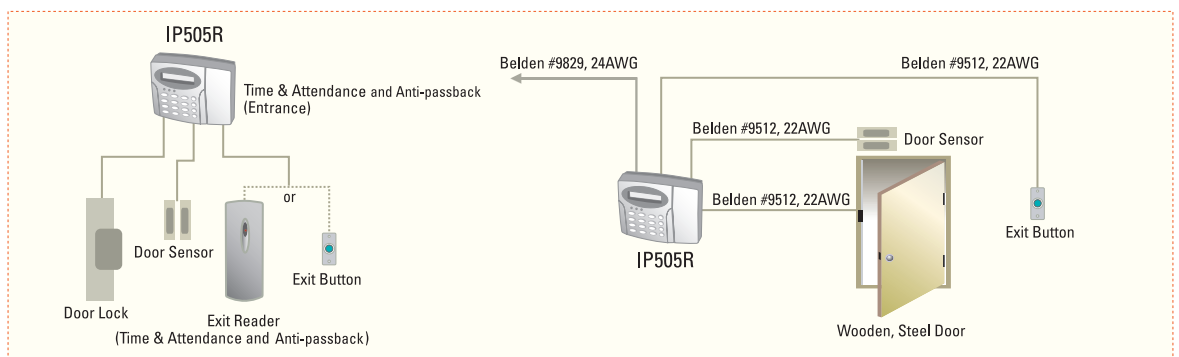 IP505R
Time & Attendance and Anti-passback
(Entrance)
or
Door Sensor
Exit Button
Door Lock
Exit Reader
(Time & Attendance and Anti-passback)
Belden #9829, 24AWG
Belden #9512, 22AWG
Belden #9512, 22AWG
Door Sensor
Belden #9512, 22AWG
IP505R
Exit Button
Wooden, Steel Door